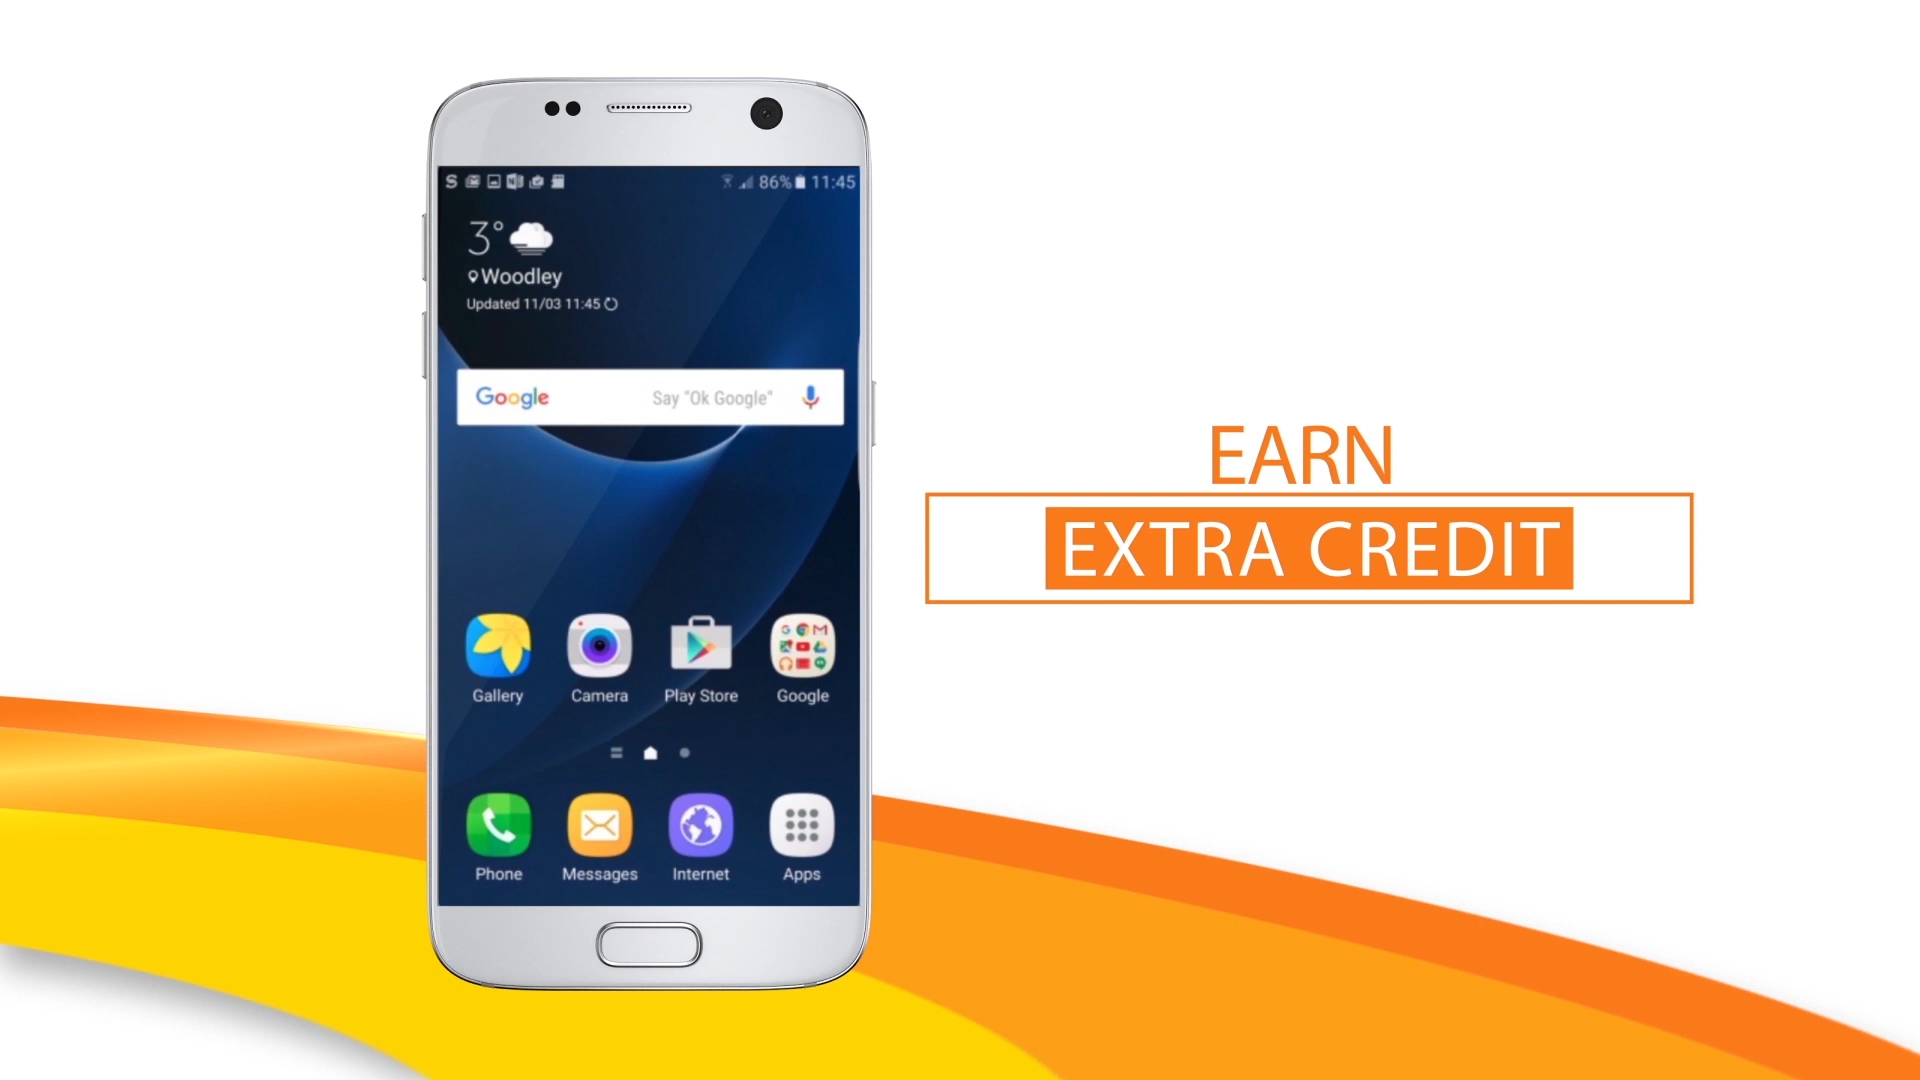 S 86% 11:45
3°
Woodley
Updated 11/03 11:45
Google Say "Ok Google"
EARN
EXTRA CREDIT
Gallery Camera Play Store Google
Phone Messages Internet Apps